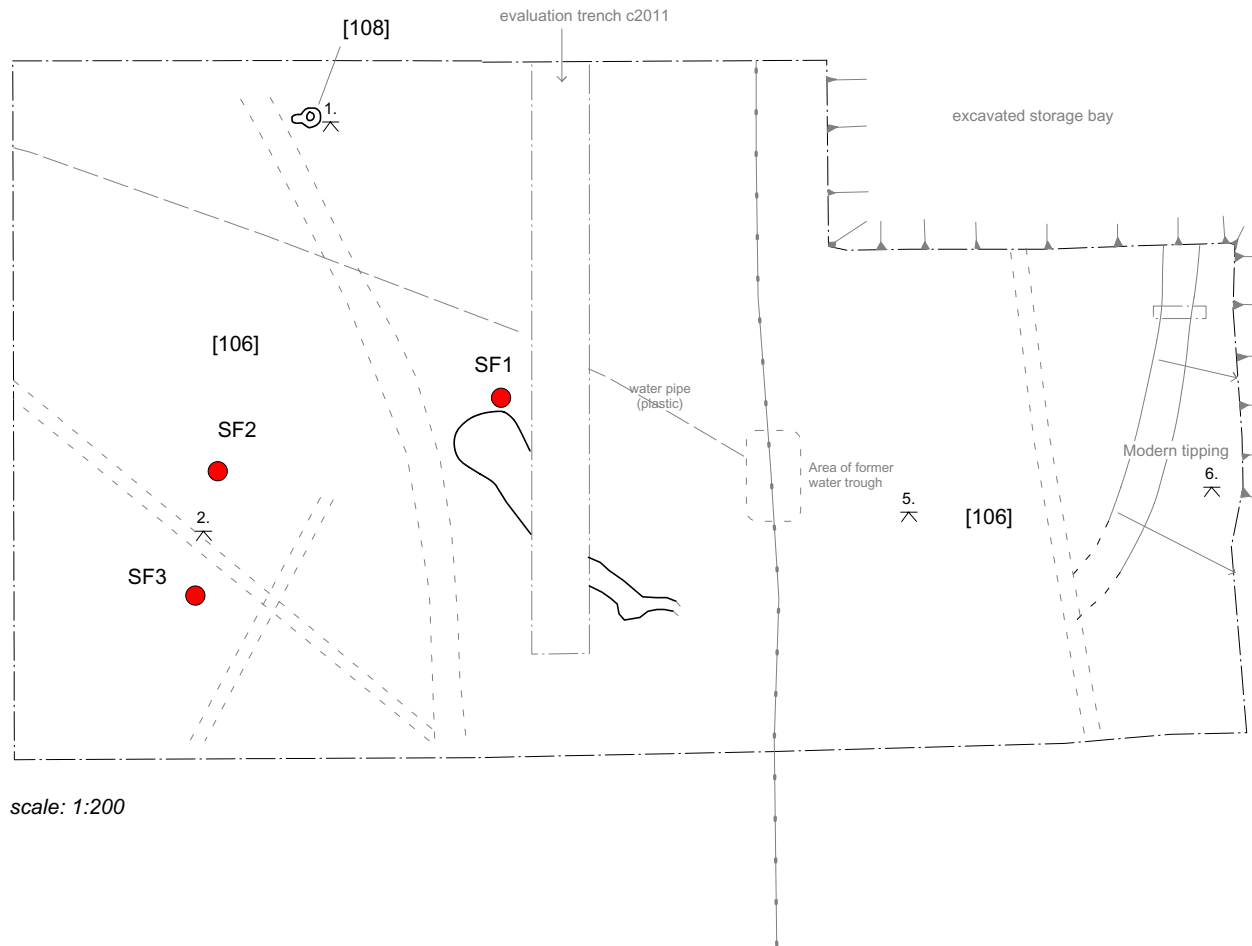 evaluation trench c2011
[108]
1.
excavated storage bay
[106]
SF1
water pipe
(plastic)
SF2
Modern tipping
Area of former
water trough
6.
5.
[106]
2.
SF3
scale: 1:200